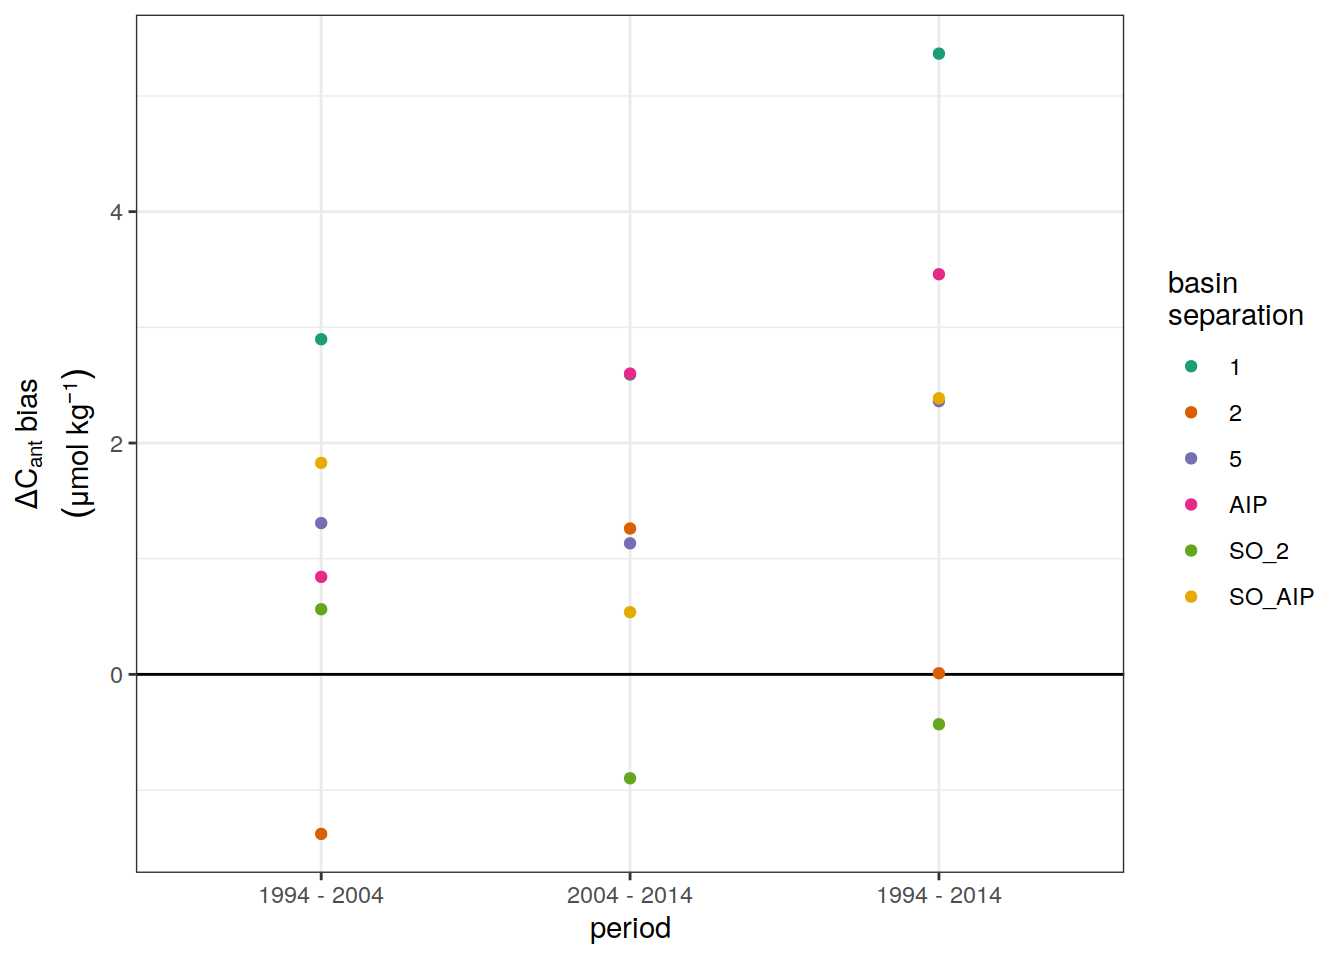 ΔCant bias
(μmol kg⁻¹)
4
2
0
1994 - 2004
2004 - 2014
1994 - 2014
period
basin
separation
1
2
5
AIP
SO_2
SO_AIP